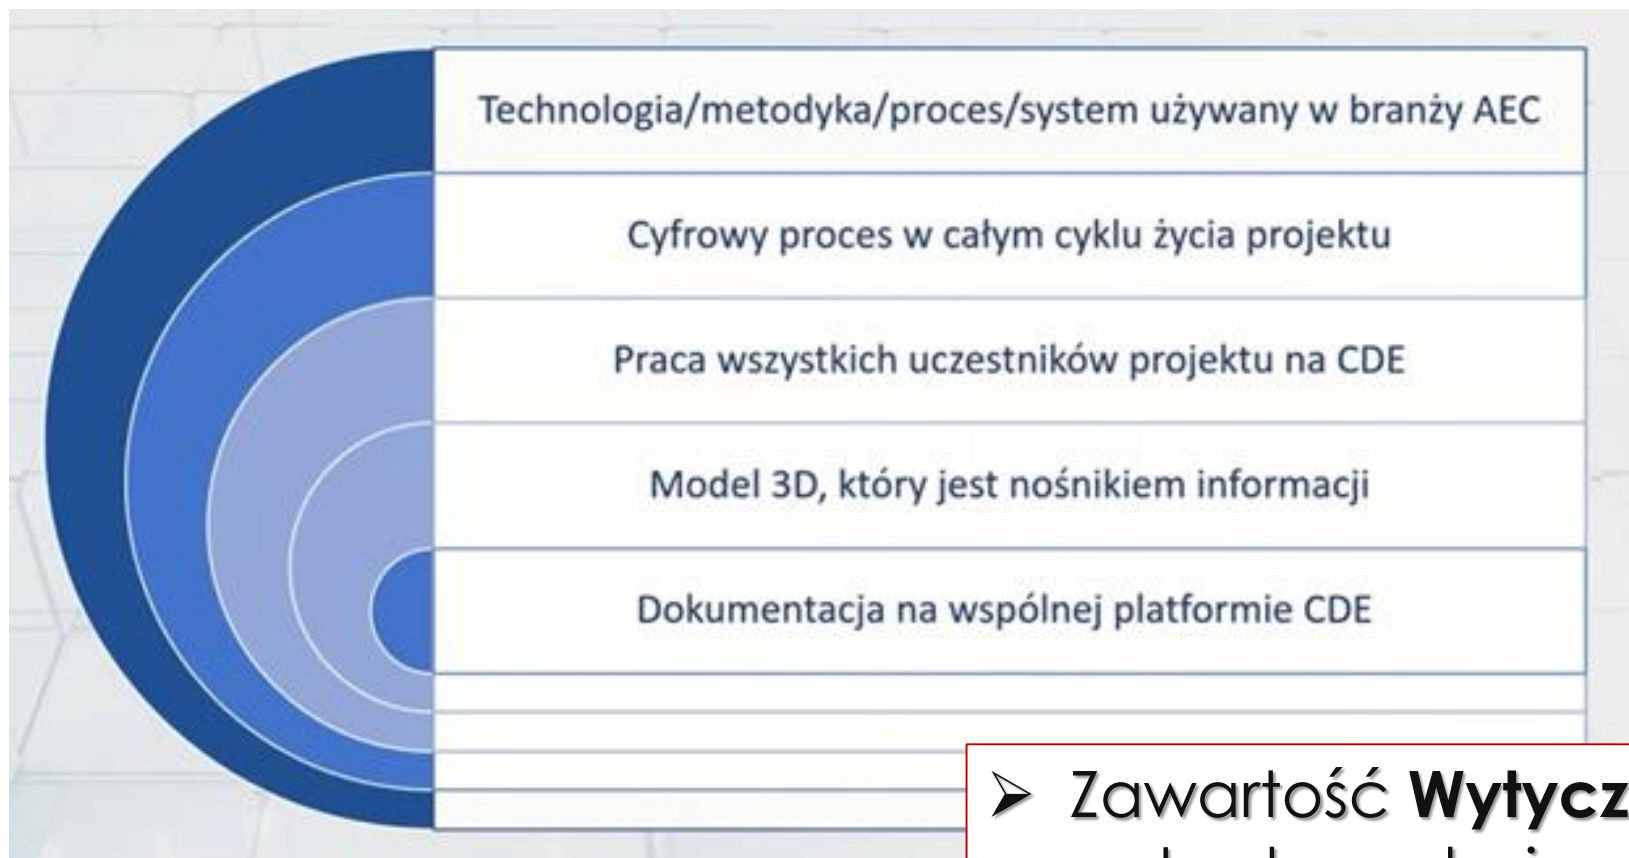 Technologia/metodyka/proces/system używany w branży AEC
Cyfrowy proces w całym cyklu życia projektu
Praca wszystkich uczestników projektu na CDE
Model 3D, który jest nośnikiem informacji
Dokumentacja na wspólnej platformie CDE
➢ Zawartość Wytycz